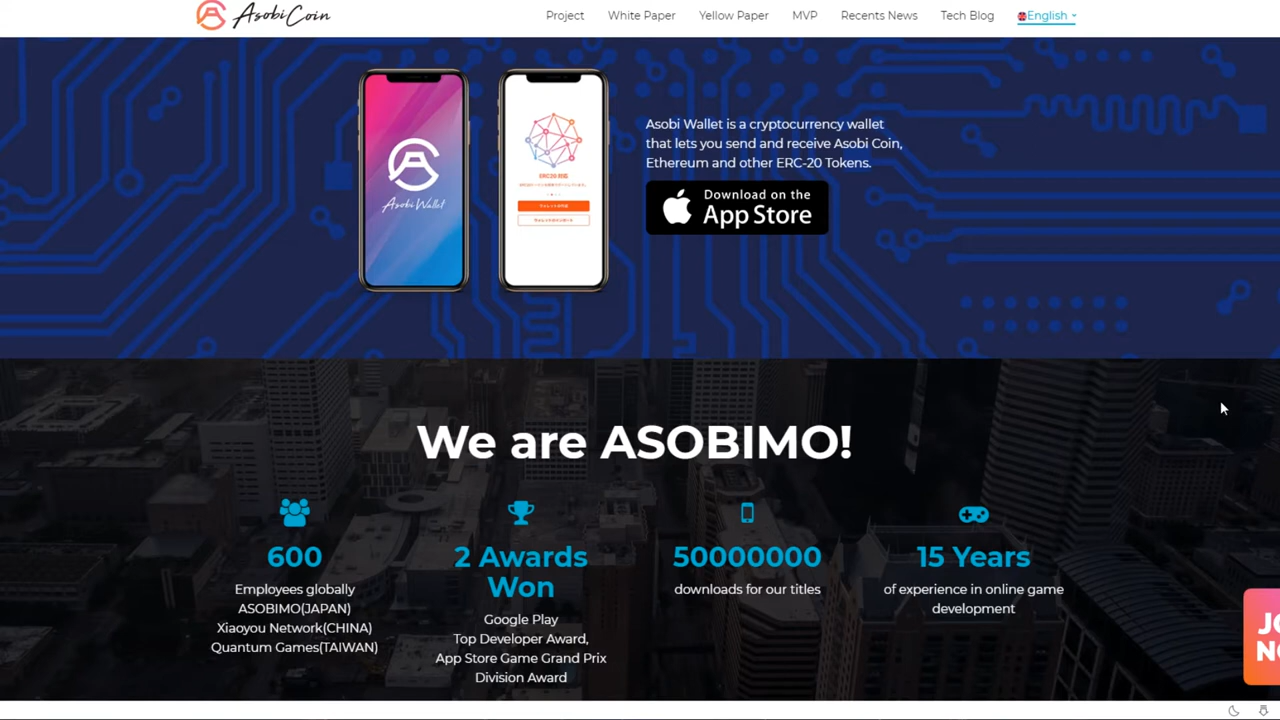 AsobiCoin
Project
White Paper
Yellow Paper
MVP
Recents News
Tech Blog
English
Asobi Wallet
Asobi Wallet is a cryptocurrency wallet
that lets you send and receive Asobi Coin,
Ethereum and other ERC-20 Tokens.
Download on the
App Store
We are ASOBIMO!
600
Employees globally
ASOBIMO(JAPAN)
Xiaoyou Network(CHINA)
Quantum Games(TAIWAN)
2 Awards
Won
Google Play
Top Developer Award,
App Store Game Grand Prix
Division Award
50000000
downloads for our titles
15 Years
of experience in online game
development